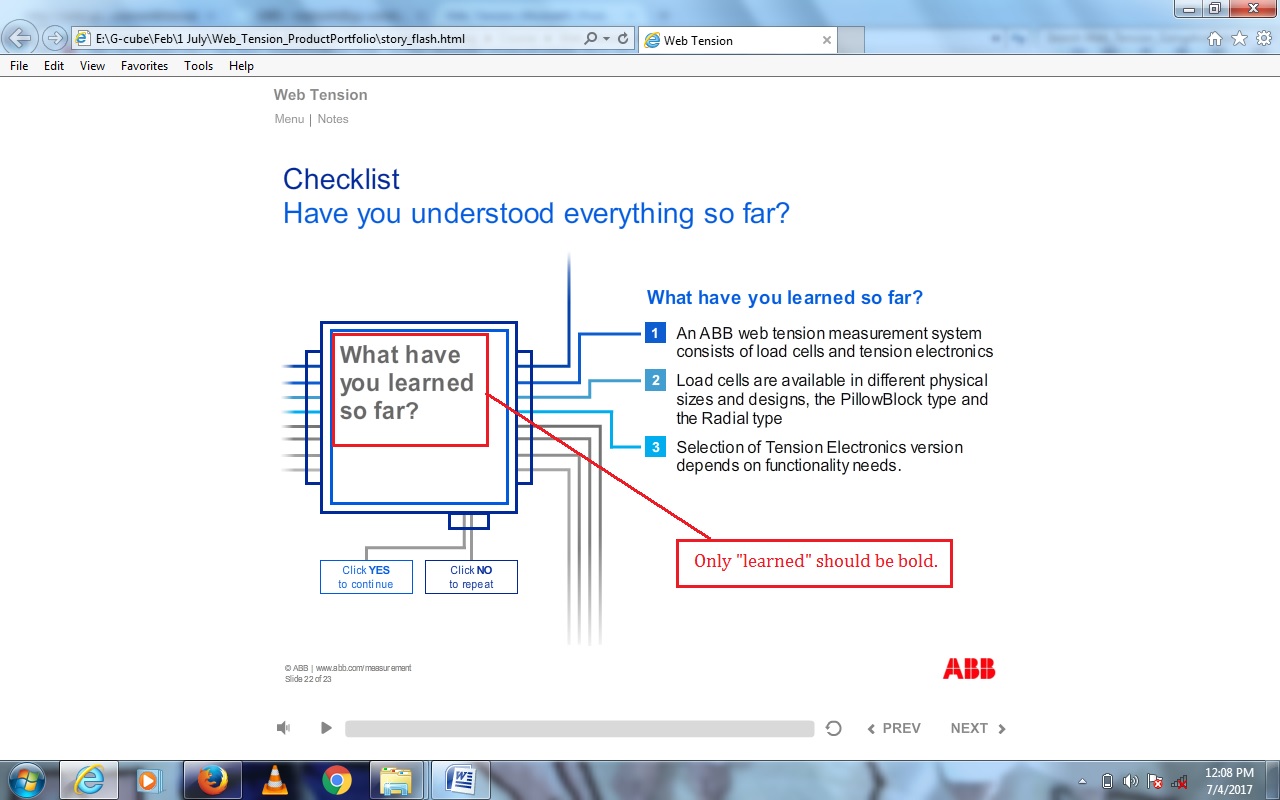 E:\G-cube\Feb\1 July\Web_Tension_ProductPortfolio\story_flash.html
Web Tension
File Edit View Favorites Tools Help
Web Tension
Menu | Notes
Checklist
Have you understood everything so far?
What have you learned so far?
What have
you learned
so far?
1 An ABB web tension measurement system
consists of load cells and tension electronics
2 Load cells are available in different physical
sizes and designs, the PillowBlock type and
the Radial type
3 Selection of Tension Electronics version
depends on functionality needs.
Only "learned" should be bold.
Click YES
to continue
Click NO
to repeat
© ABB | www.abb.com/measurement
Slide 22 of 23
ABB
PREV NEXT
12:08 PM
7/4/2017